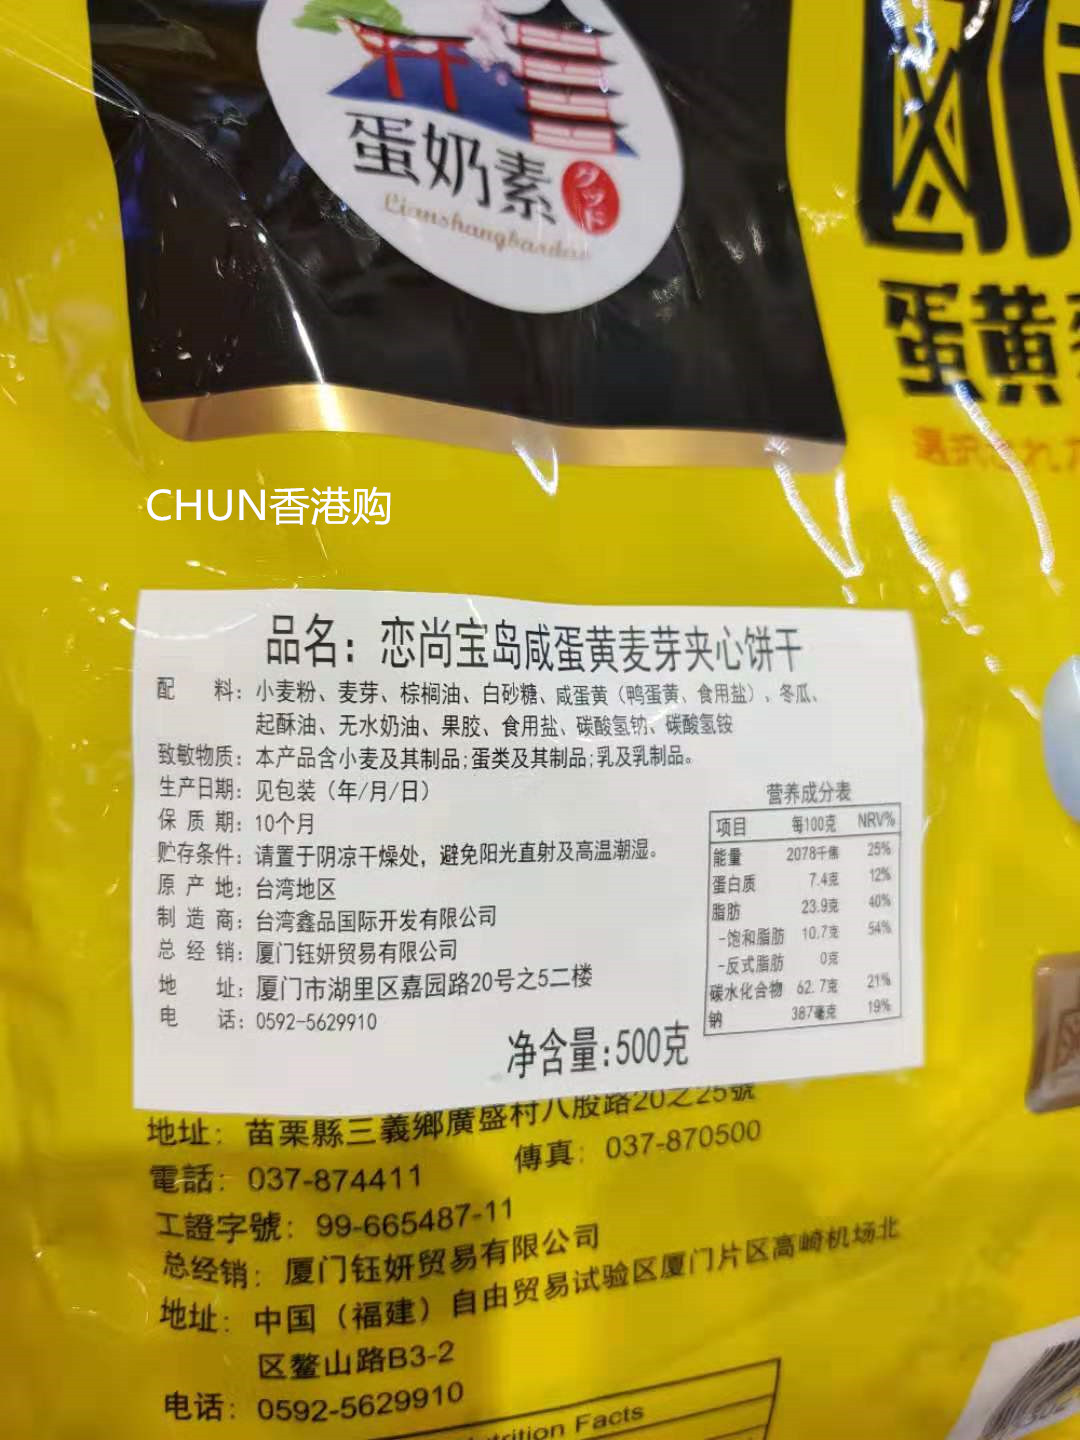 蛋奶素
グッド
Lianshangbaodao
蛋黄
CHUN香港购
品名：恋尚宝岛咸蛋黄麦芽夹心饼干
配料：小麦粉、麦芽、棕榈油、白砂糖、咸蛋黄（鸭蛋黄、食用盐）、冬瓜、
起酥油、无水奶油、果胶、食用盐、碳酸氢钠、碳酸氢铵
致敏物质：本产品含小麦及其制品;蛋类及其制品;乳及乳制品。
生产日期：见包装（年/月/日）
保质期：10个月
贮存条件：请置于阴凉干燥处，避免阳光直射及高温潮湿。
原产地：台湾地区
制造商：台湾鑫品国际开发有限公司
总经销：厦门钰妍贸易有限公司
地址：厦门市湖里区嘉园路20号之5二楼
电话：0592-5629910
净含量:500克
营养成分表
项目 每100克 NRV%
能量 2078千焦 25%
蛋白质 7.4克 12%
脂肪 23.9克 40%
-饱和脂肪 10.7克 54%
-反式脂肪 0克
碳水化合物 62.7克 21%
钠 387毫克 19%
地址：苗栗縣三義鄉廣盛村八股路20之25號
電話：037-874411 傳真：037-870500
工證字號：99-665487-11
总经销：厦门钰妍贸易有限公司
地址：中国（福建）自由贸易试验区厦门片区高崎机场北
区鳌山路B3-2
电话：0592-5629910
Nutrition Facts